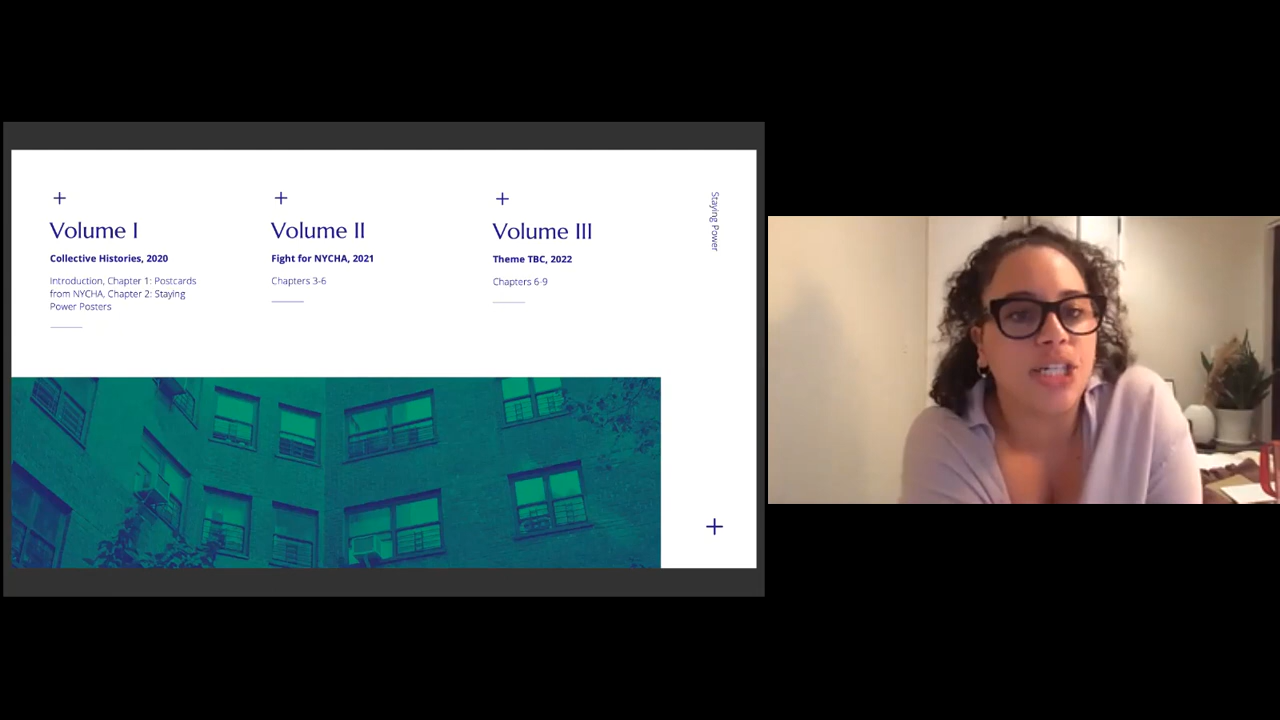 Volume I
Collective Histories, 2020
Introduction, Chapter 1: Postcards
from NYCHA, Chapter 2: Staying
Power Posters
Volume II
Fight for NYCHA, 2021
Chapters 3-6
Volume III
Theme TBC, 2022
Chapters 6-9
Staying Power